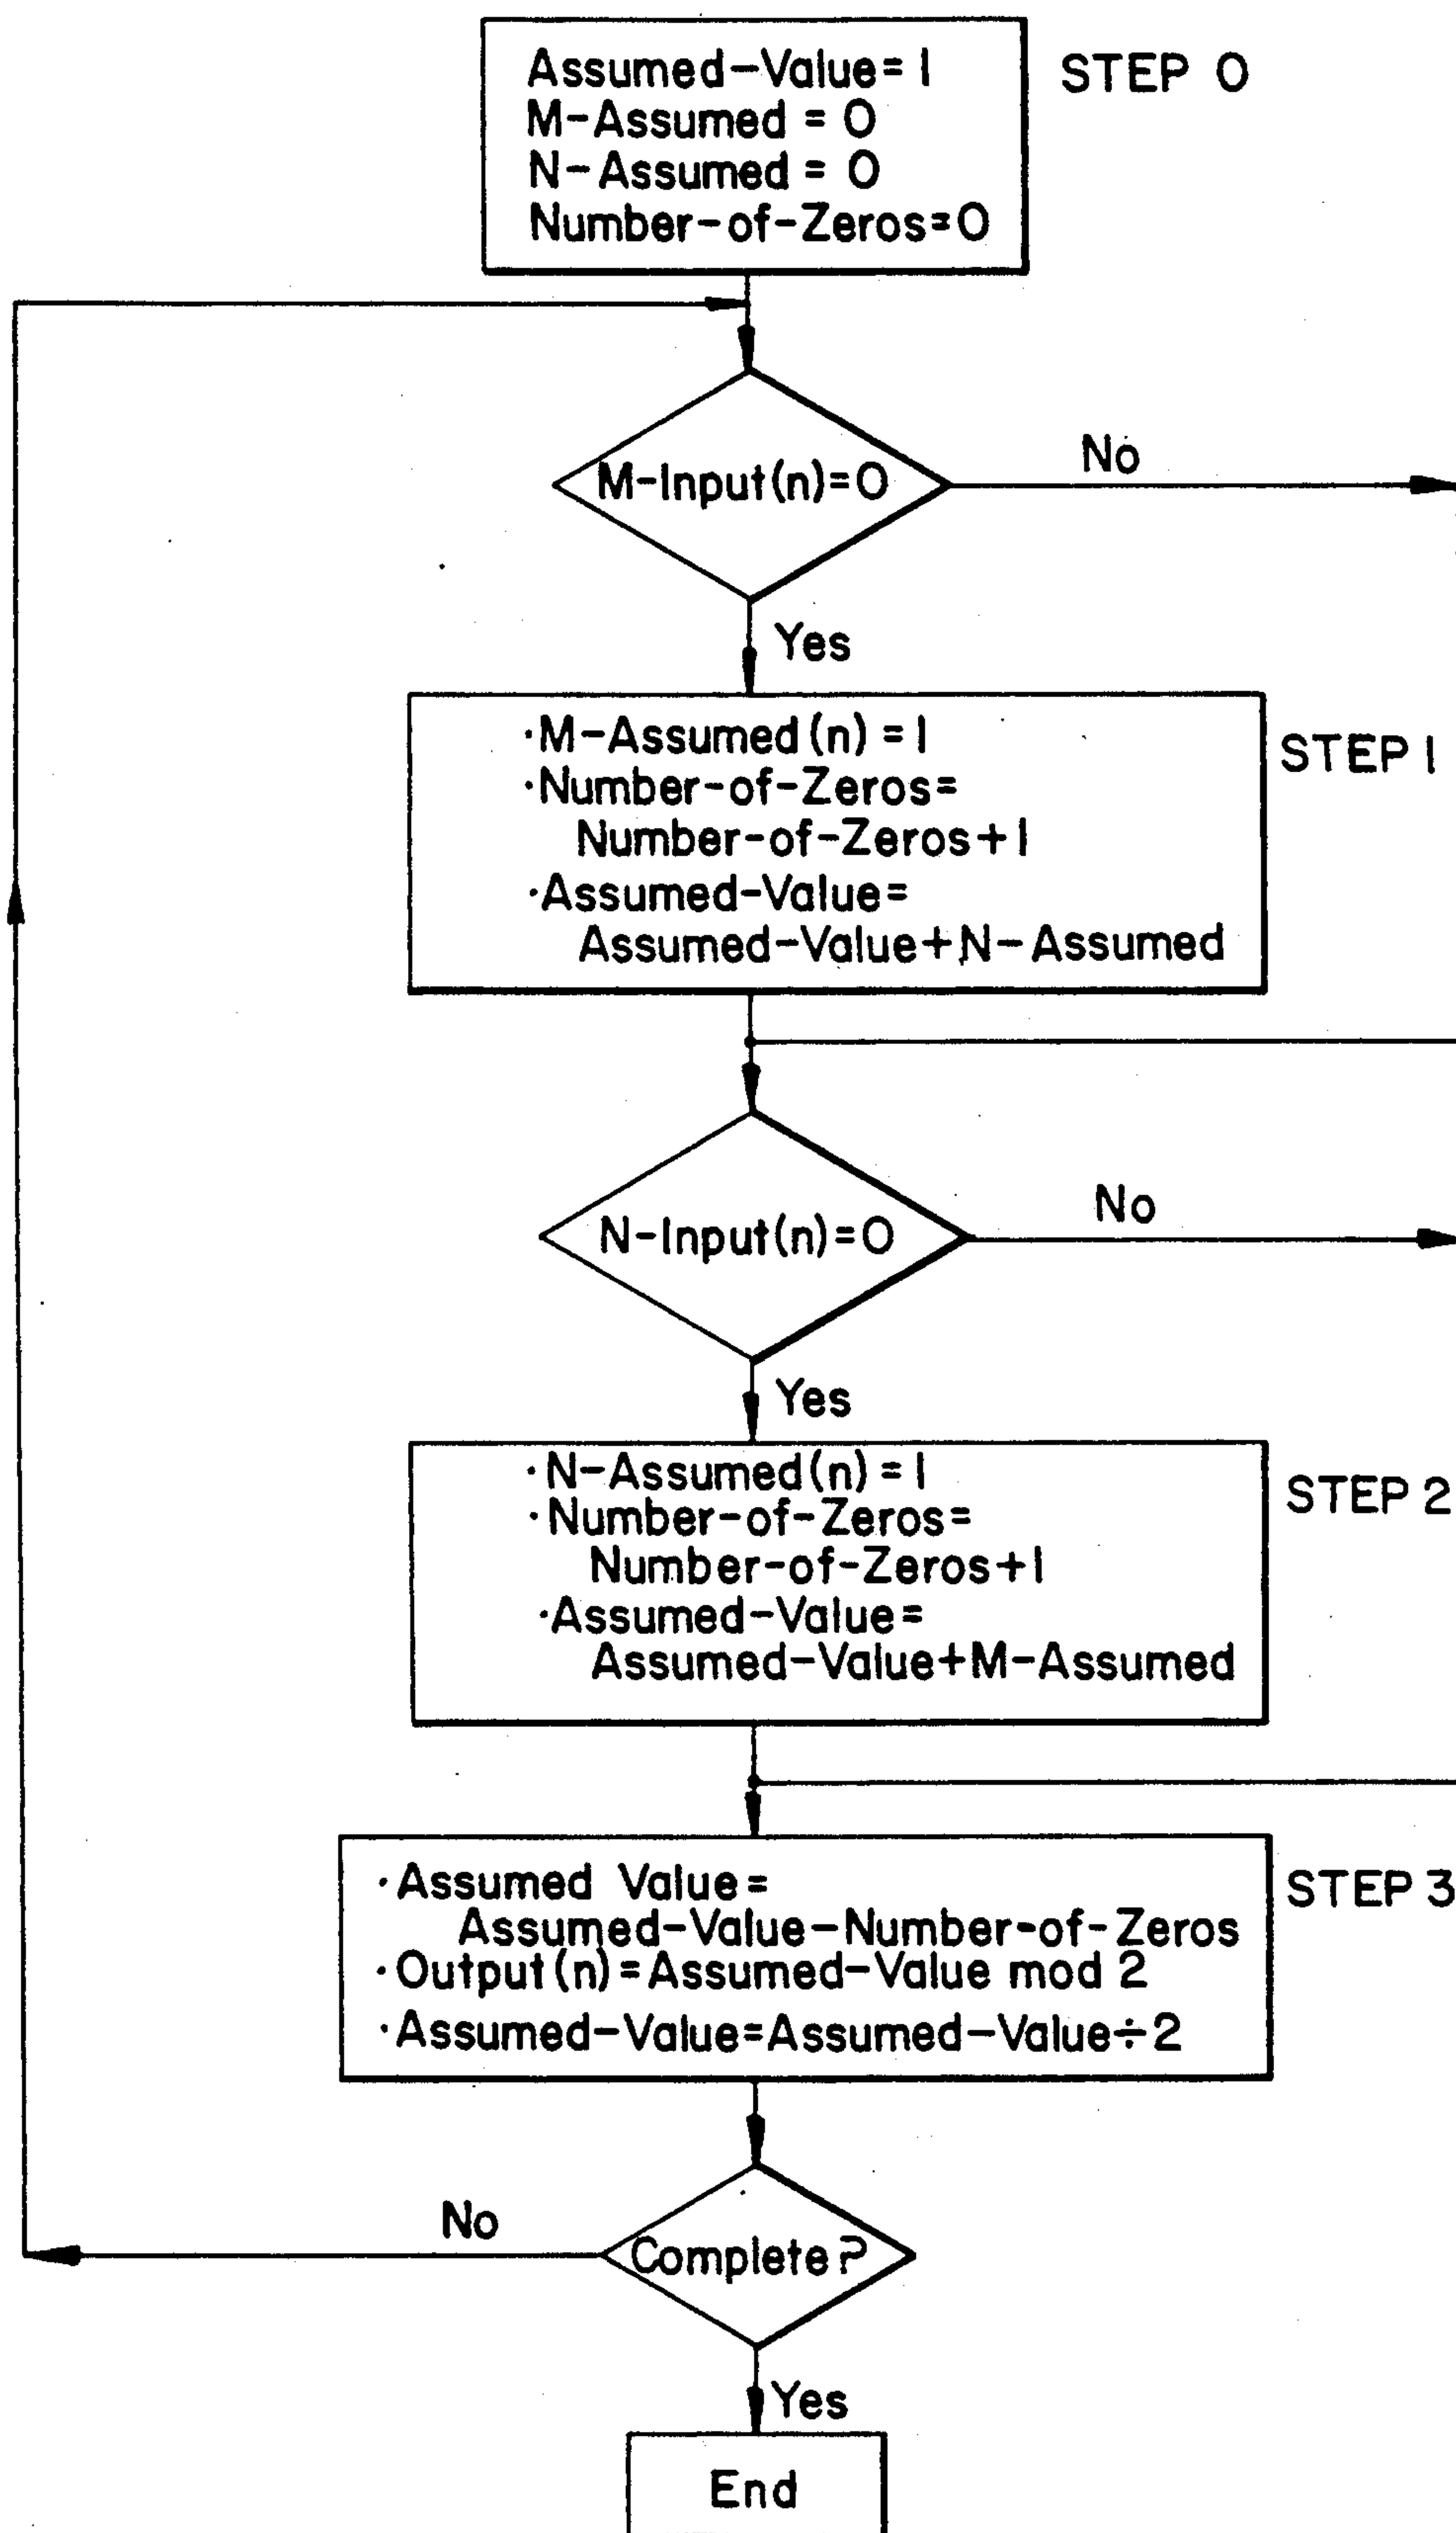 Assumed-Value=1
M-Assumed = 0
N-Assumed = 0
Number-of-Zeros=0
STEP 0
M-Input(n)=0
No
Yes
·M-Assumed(n) =1
·Number-of-Zeros=
Number-of-Zeros+1
·Assumed-Value=
Assumed-Value+N-Assumed
STEP 1
N-Input(n)=0
No
Yes
·N-Assumed(n) =1
·Number-of-Zeros=
Number-of-Zeros+1
·Assumed-Value=
Assumed-Value+M-Assumed
STEP 2
·Assumed Value=
Assumed-Value-Number-of-Zeros
·Output(n)=Assumed-Value mod 2
·Assumed-Value=Assumed-Value÷2
STEP 3
No
Complete?
Yes
End